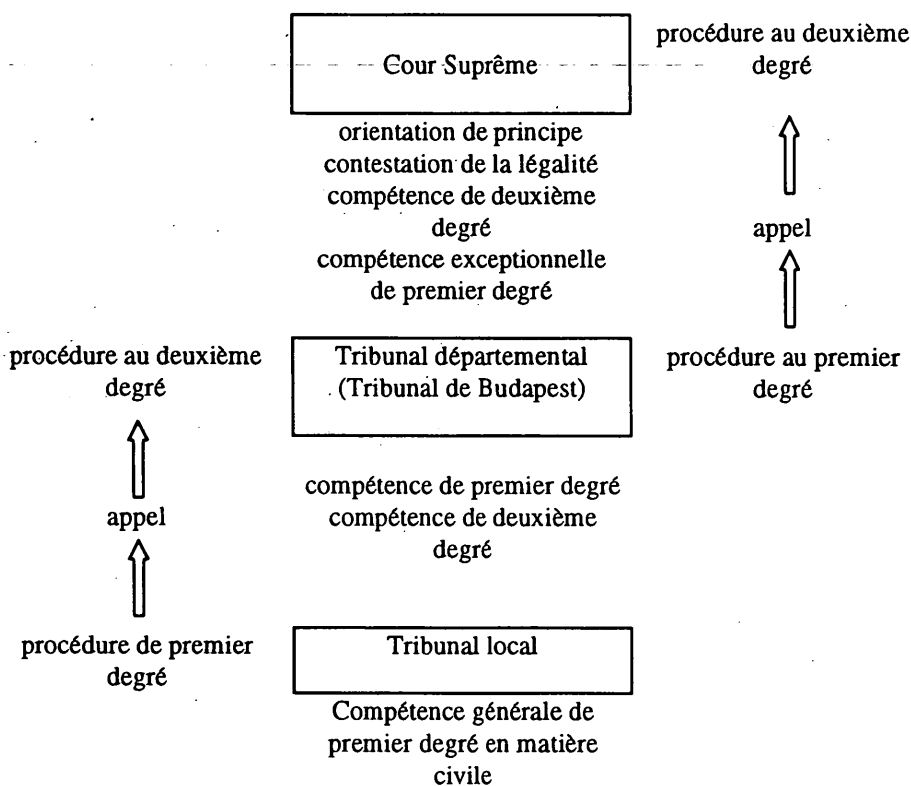 Cour Suprême
procédure au deuxième
degré
orientation de principe
contestation de la légalité
compétence de deuxième
degré
compétence exceptionnelle
de premier degré
appel
procédure au deuxième
degré
Tribunal départemental
(Tribunal de Budapest)
procédure au premier
degré
compétence de premier degré
compétence de deuxième
degré
appel
procédure de premier
degré
Tribunal local
Compétence générale de
premier degré en matière
civile